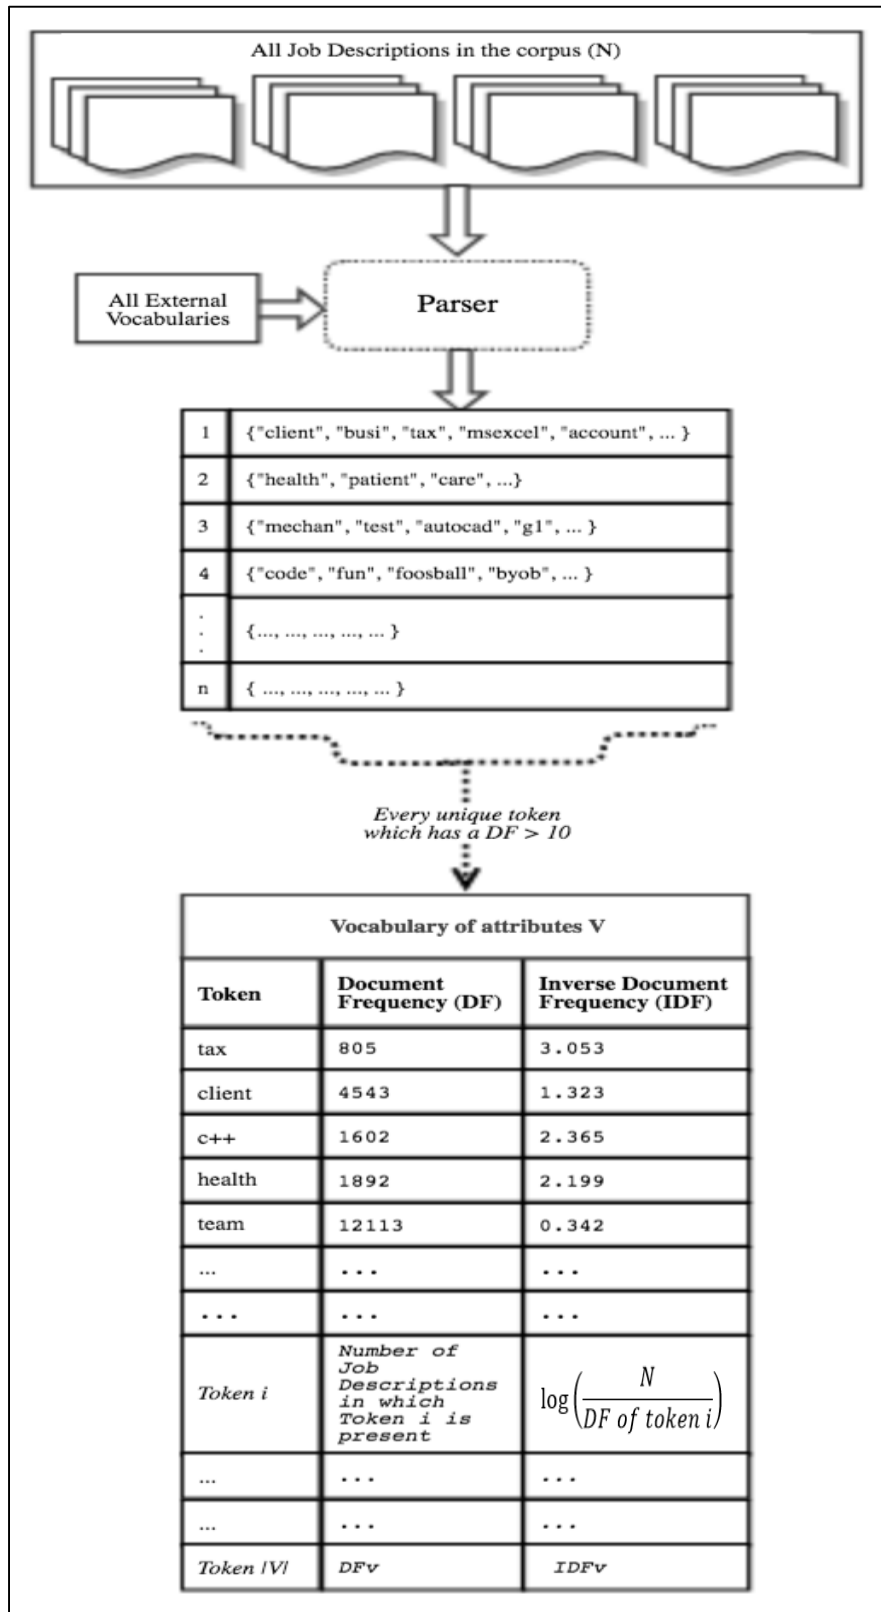 All Job Descriptions in the corpus (N)
All External
Vocabularies
Parser
1 {"client", "busi", "tax", "msexcel", "account", ... }
2 {"health", "patient", "care", ...}
3 {"mechan", "test", "autocad", "g1", ... }
4 {"code", "fun", "foosball", "byob", ... }
. . . {..., ..., ..., ..., ... }
n { ..., ..., ..., ..., ... }
Every unique token
which has a DF > 10
Vocabulary of attributes V
Token Document Frequency (DF) Inverse Document Frequency (IDF)
tax 805 3.053
client 4543 1.323
c++ 1602 2.365
health 1892 2.199
team 12113 0.342
... ... ...
... ... ...
Token i Number of Job Descriptions in which Token i is present log(N / DF of token i)
... ... ...
... ... ...
Token |V| DFv IDFv